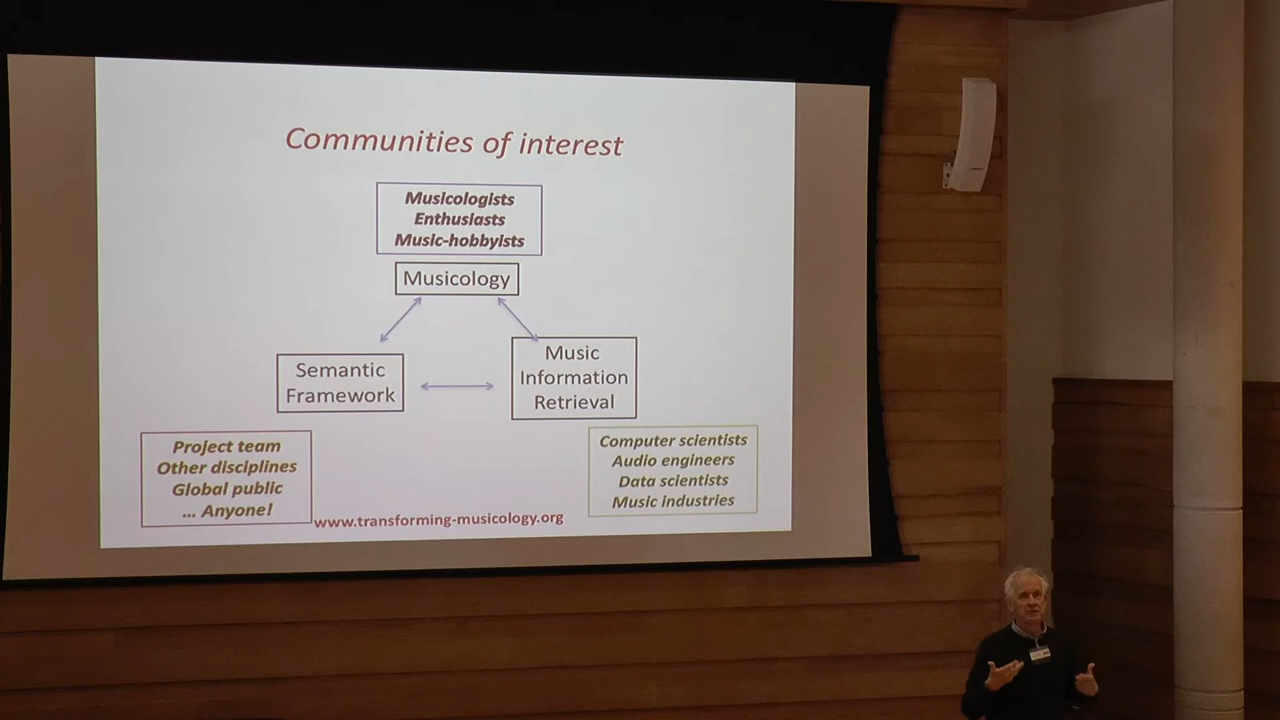 Communities of interest
Musicologists
Enthusiasts
Music-hobbyists
Musicology
Semantic
Framework
Music
Information
Retrieval
Project team
Other disciplines
Global public
... Anyone!
Computer scientists
Audio engineers
Data scientists
Music industries
www.transforming-musicology.org